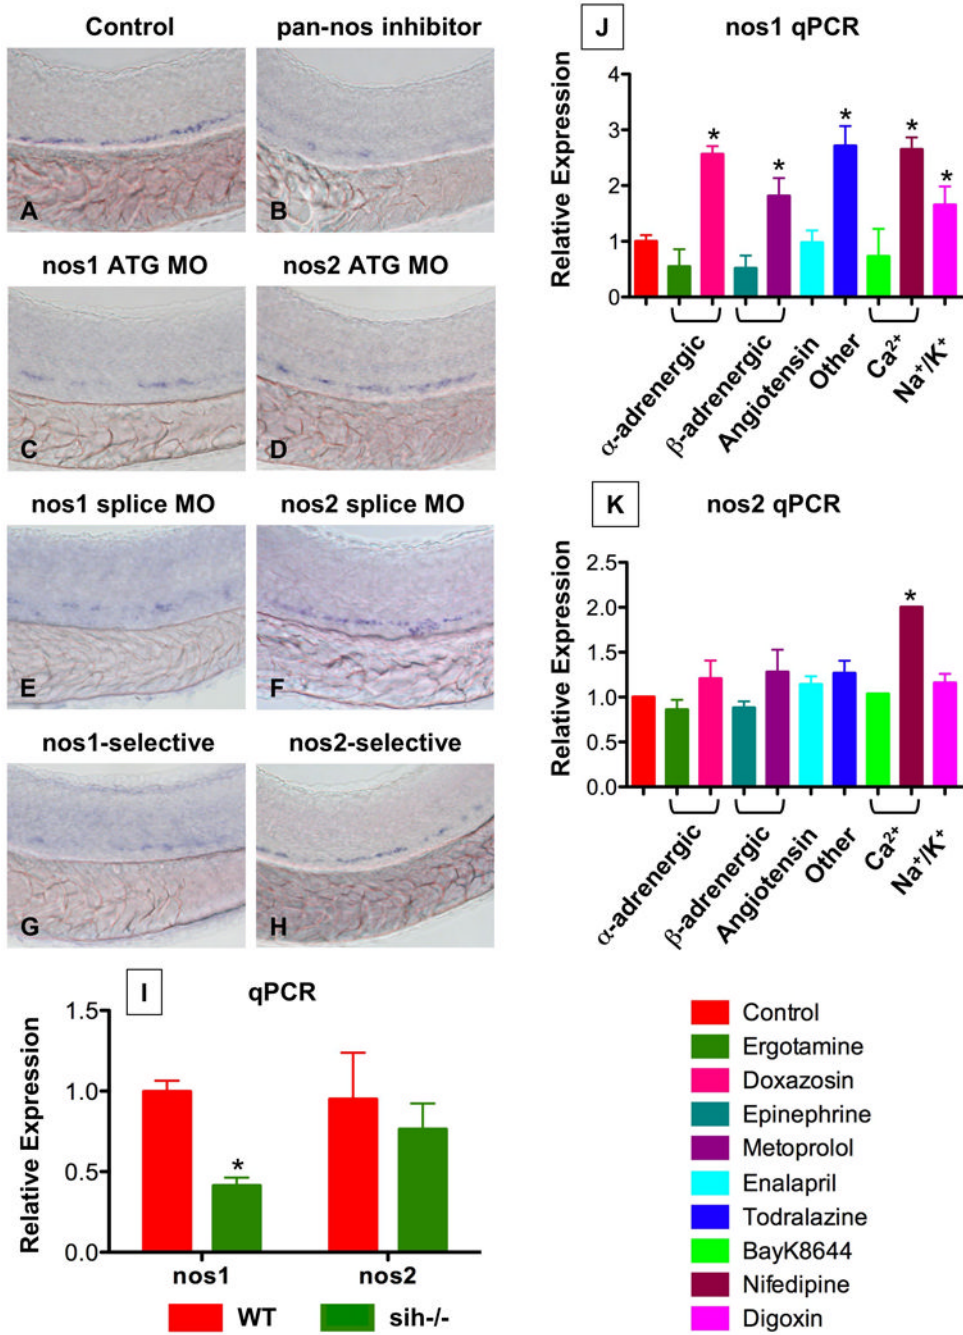 Control
pan-nos inhibitor
A
B
nos1 ATG MO
nos2 ATG MO
C
D
nos1 splice MO
nos2 splice MO
E
F
nos1-selective
nos2-selective
G
H
I
qPCR
Relative Expression
1.5
1.0
0.5
0.0
*
nos1
nos2
WT
sih-/-
J
nos1 qPCR
Relative Expression
4
3
2
1
0
*
*
*
*
*
α-adrenergic
β-adrenergic
Angiotensin
Other
Ca²⁺
Na⁺/K⁺
K
nos2 qPCR
Relative Expression
2.5
2.0
1.5
1.0
0.5
0.0
*
α-adrenergic
β-adrenergic
Angiotensin
Other
Ca²⁺
Na⁺/K⁺
Control
Ergotamine
Doxazosin
Epinephrine
Metoprolol
Enalapril
Todralazine
BayK8644
Nifedipine
Digoxin